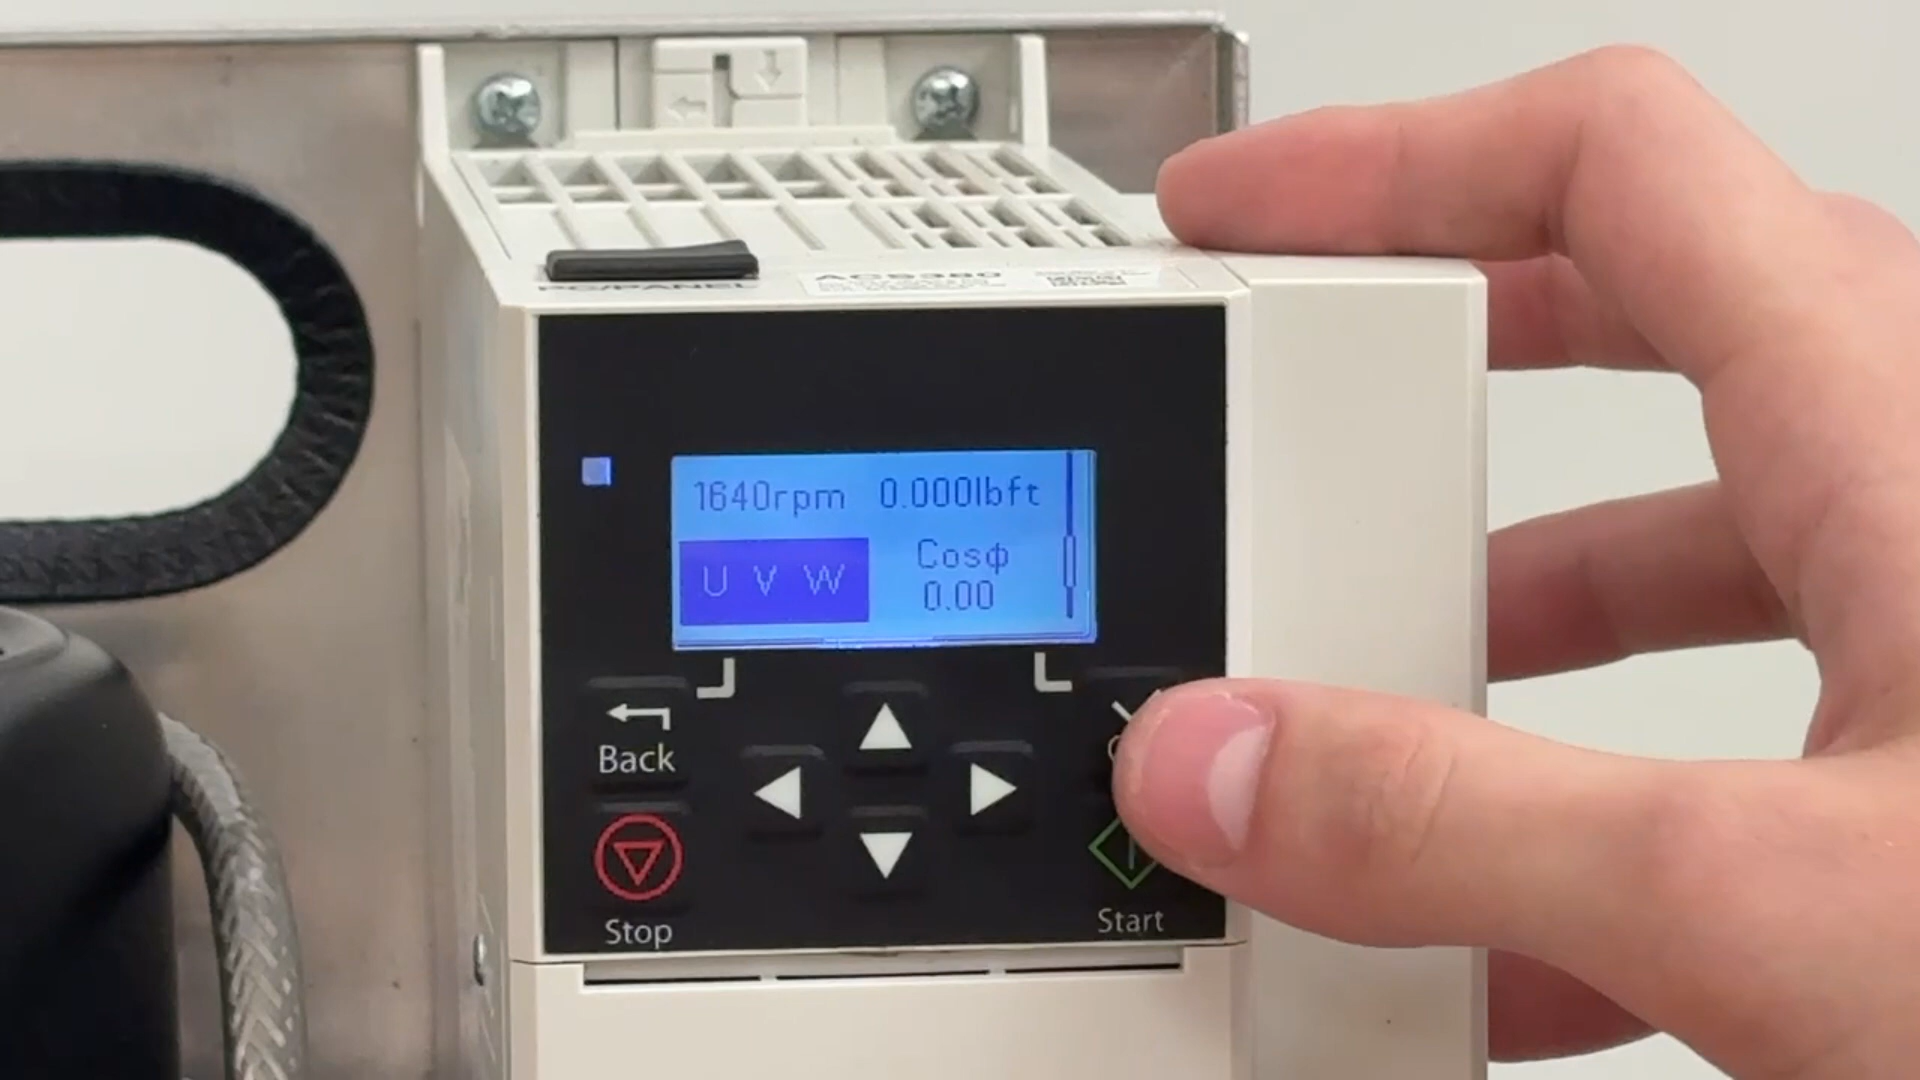 PC/PANEL
ACS380
1640rpm 0.000lbft
U V W
Cosφ
0.00
Back
Stop
Start